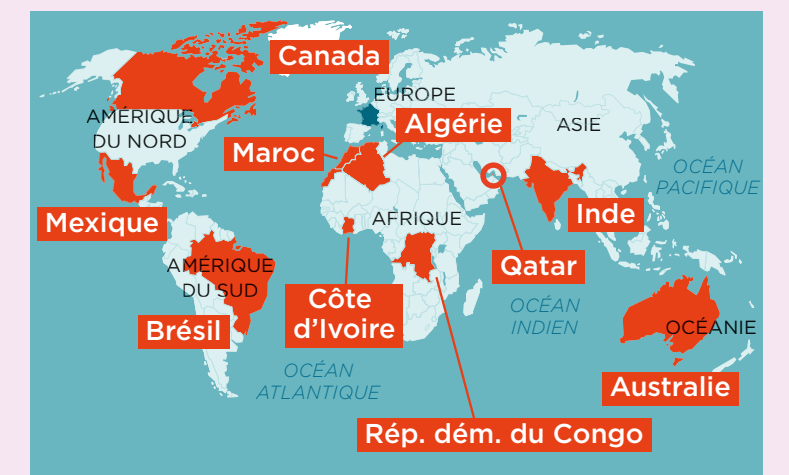 Canada
EUROPE
AMÉRIQUE
DU NORD
Algérie
ASIE
Maroc
OCÉAN
PACIFIQUE
Mexique
AFRIQUE
Inde
AMÉRIQUE
DU SUD
Qatar
Côte
d'Ivoire
OCÉAN
INDIEN
Brésil
OCÉANIE
OCÉAN
ATLANTIQUE
Australie
Rép. dém. du Congo